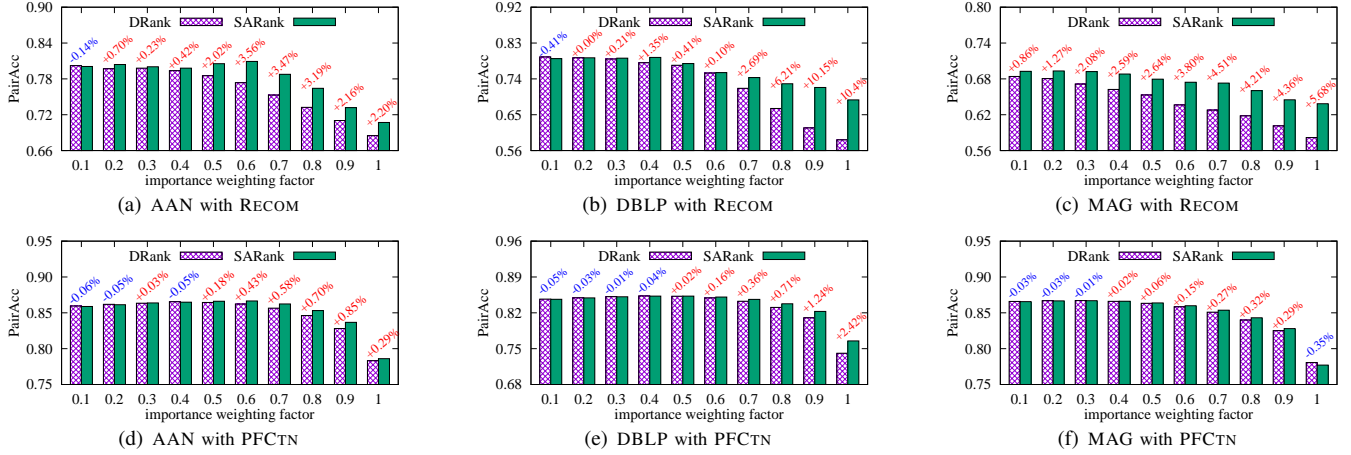 0.90
0.84
0.78
0.72
0.66
PairAcc
DRank SARank
-0.14% +0.70% +0.23% +0.42% +2.02% +3.56% +3.47% +3.19% +2.16% +2.20%
0.1 0.2 0.3 0.4 0.5 0.6 0.7 0.8 0.9 1
importance weighting factor
(a) AAN with RECOM
0.92
0.83
0.74
0.65
0.56
PairAcc
DRank SARank
-0.41% +0.00% +0.21% +1.35% +0.41% +0.10% +2.69% +6.21% +10.15% +10.4%
0.1 0.2 0.3 0.4 0.5 0.6 0.7 0.8 0.9 1
importance weighting factor
(b) DBLP with RECOM
0.80
0.74
0.68
0.62
0.56
PairAcc
DRank SARank
+0.86% +1.27% +2.08% +2.59% +2.64% +3.80% +4.51% +4.21% +4.36% +5.68%
0.1 0.2 0.3 0.4 0.5 0.6 0.7 0.8 0.9 1
importance weighting factor
(c) MAG with RECOM
0.95
0.90
0.85
0.80
0.75
PairAcc
DRank SARank
-0.06% -0.05% +0.03% -0.05% +0.18% +0.43% +0.58% +0.70% +0.85% +0.29%
0.1 0.2 0.3 0.4 0.5 0.6 0.7 0.8 0.9 1
importance weighting factor
(d) AAN with PFCTN
0.96
0.89
0.82
0.75
0.68
PairAcc
DRank SARank
-0.05% -0.03% -0.01% -0.04% +0.02% +0.16% +0.36% +0.71% +1.24% +2.42%
0.1 0.2 0.3 0.4 0.5 0.6 0.7 0.8 0.9 1
importance weighting factor
(e) DBLP with PFCTN
0.95
0.90
0.85
0.80
0.75
PairAcc
DRank SARank
-0.03% -0.03% -0.01% +0.02% +0.06% +0.15% +0.27% +0.32% +0.29% -0.35%
0.1 0.2 0.3 0.4 0.5 0.6 0.7 0.8 0.9 1
importance weighting factor
(f) MAG with PFCTN